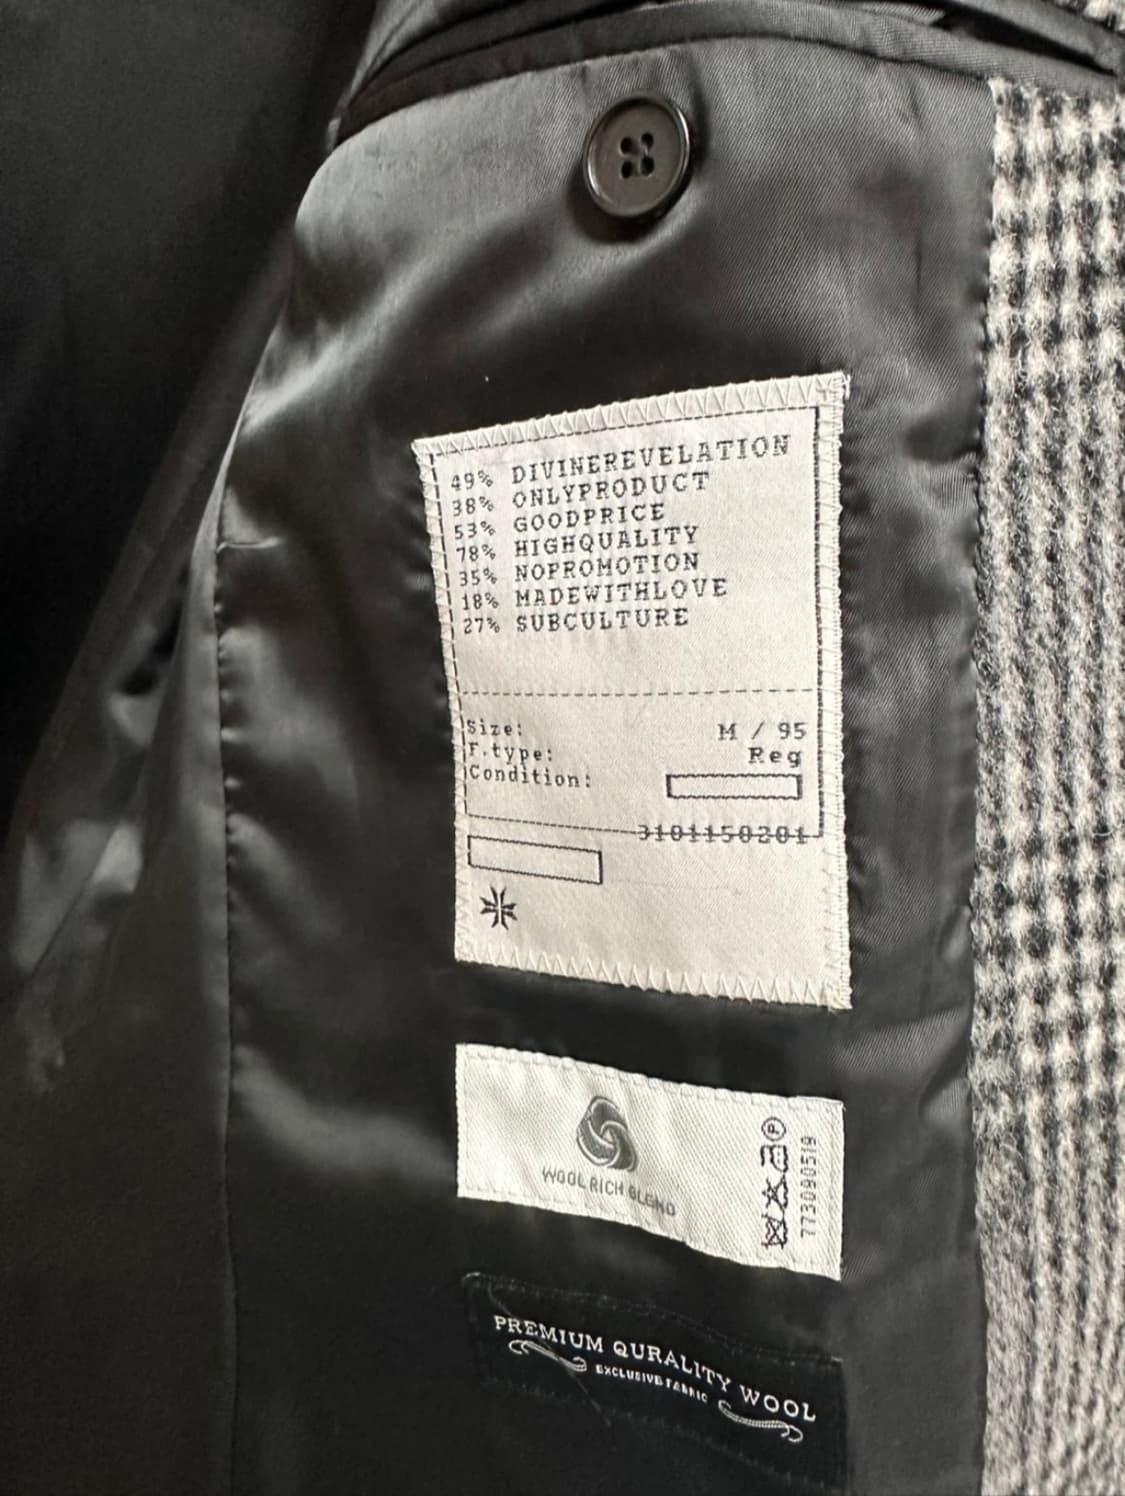 49% DIVINEREVELATION
38% ONLYPRODUCT
53% GOODPRICE
78% HIGHQUALITY
35% NOPROMOTION
18% MADEWITHLOVE
27% SUBCULTURE
Size: M / 95
F.type: Reg
Condition:
3101150201
WOOL RICH BLEND
P
773090519
PREMIUM QURALITY WOOL
EXCLUSIVE FABRIC